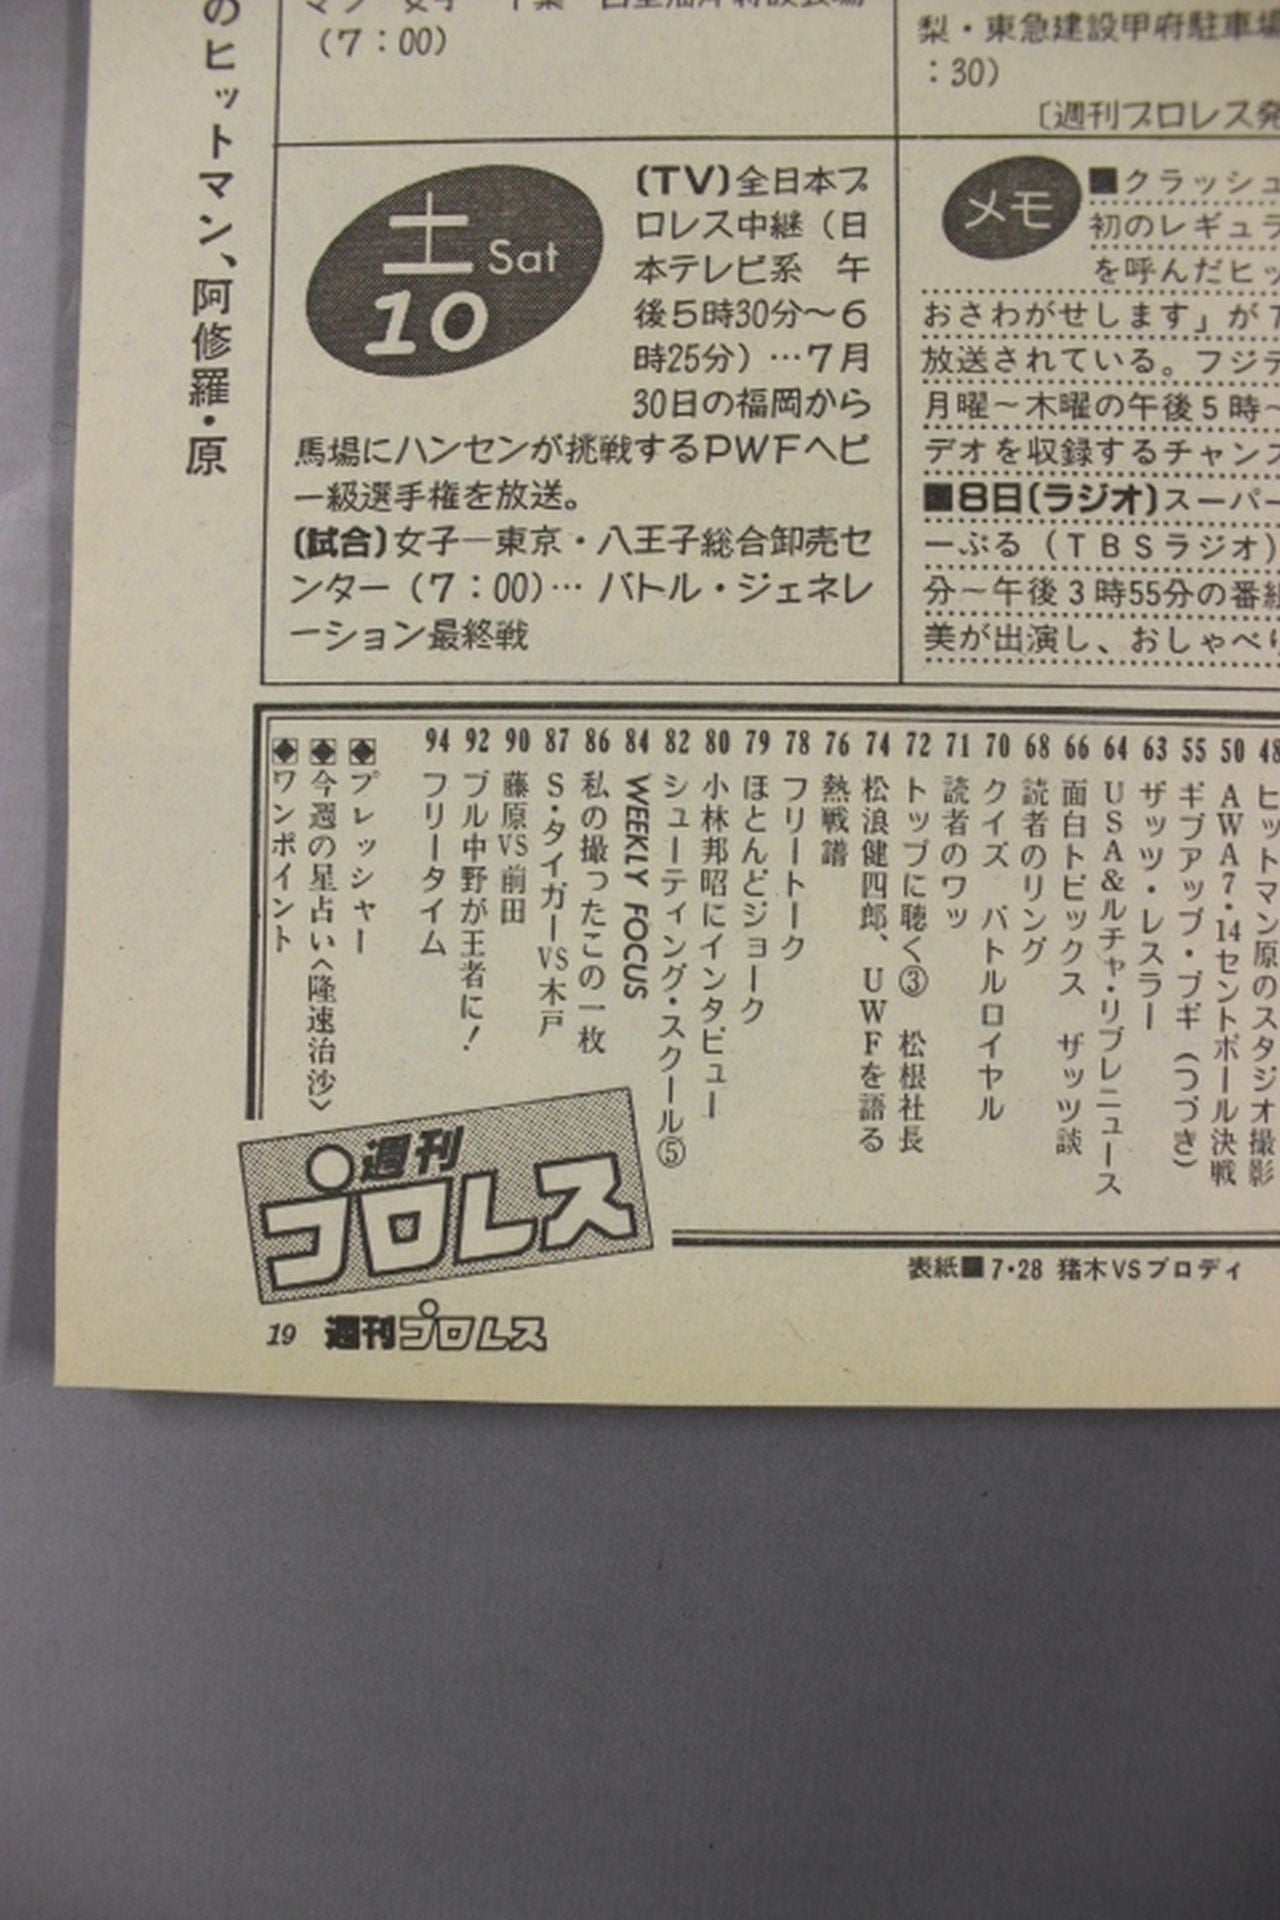 のヒットマン、阿修羅・原
（7：00）
梨・東急建設甲府駐車場
：30）
〔週刊プロレス発
土 Sat
10
〔TV〕全日本プ
ロレス中継（日
本テレビ系　午
後5時30分〜6
時25分）…7月
30日の福岡から
馬場にハンセンが挑戦するPWFヘビ
ー級選手権を放送。
〔試合〕女子―東京・八王子総合卸売セ
ンター（7：00）… バトル・ジェネレ
ーション最終戦
メモ
■クラッシュ
初のレギュラ
を呼んだヒッ
おさわがせします」が
放送されている。フジテ
月曜〜木曜の午後5時〜
デオを収録するチャンス
■8日〔ラジオ〕スーパー
ーぶる（TBSラジオ）
分〜午後3時55分の番組
美が出演し、おしゃべり
48 ヒットマン原のスタジオ撮影
50 AWA7・14セントポール決戦
55 ギブアップ・ブギ（つづき）
63 ザッツ・レスラー
64 USA&ルチャ・リブレニュース
66 面白トピックス　ザッツ談
68 読者のリング
70 クイズ　バトルロイヤル
71 読者のワッ
72 トップに聴く③　松根社長
74 松浪健四郎、UWFを語る
76 熱戦譜
78 フリートーク
79 ほとんどジョーク
80 小林邦昭にインタビュー
82 シューティング・スクール⑤
84 WEEKLY FOCUS
86 私の撮ったこの一枚
87 S・タイガーVS木戸
90 藤原VS前田
92 ブル中野が王者に！
94 フリータイム
◆プレッシャー
◆今週の星占い〈隆速治沙〉
◆ワンポイント
週刊プロレス
表紙■7・28 猪木VSブロディ
19 週刊プロレス